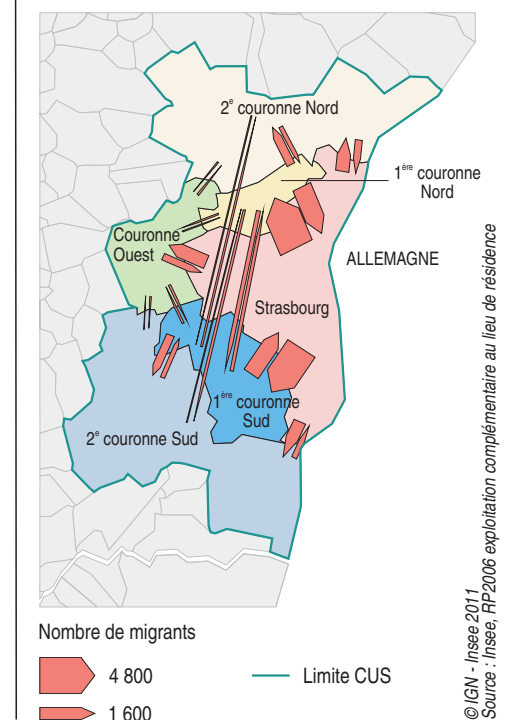 2e couronne Nord
1ère couronne
Nord
Couronne
Ouest
ALLEMAGNE
Strasbourg
1ère couronne
Sud
2e couronne Sud
Nombre de migrants
4 800
Limite CUS
1 600
© IGN - Insee 2011
Source : Insee, RP2006 exploitation complémentaire au lieu de résidence